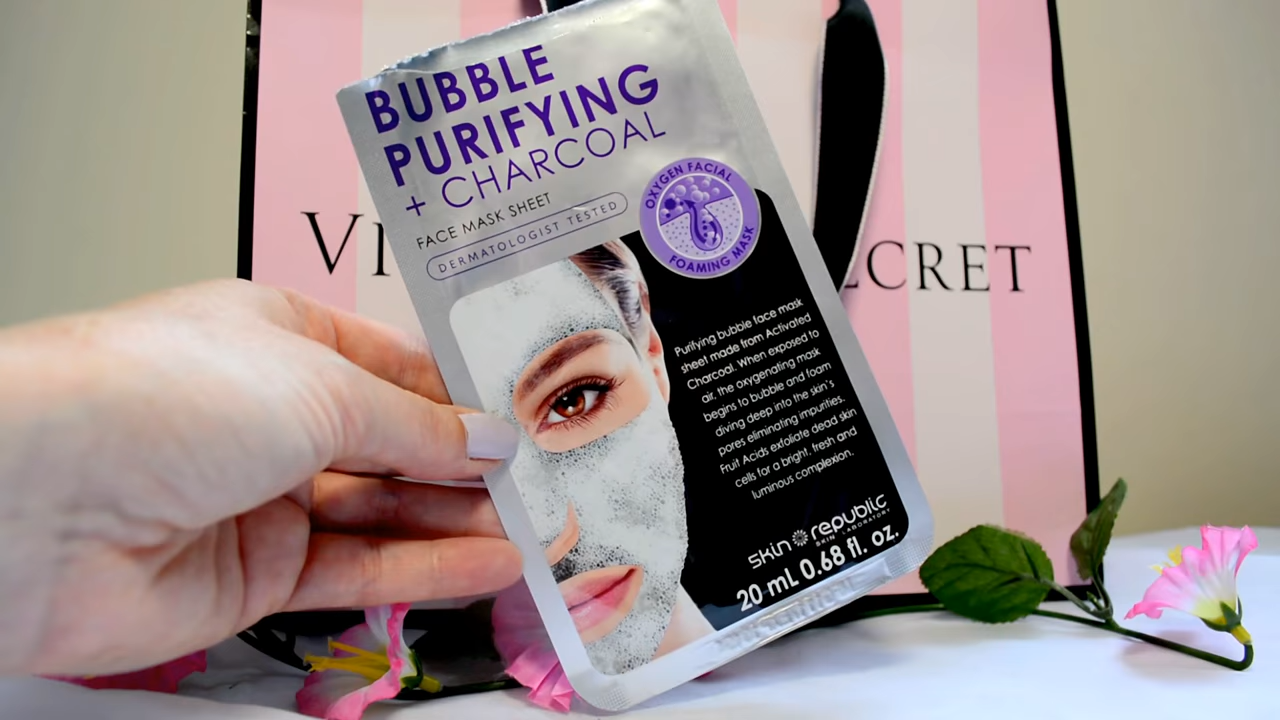 BUBBLE
PURIFYING
+ CHARCOAL
FACE MASK SHEET
DERMATOLOGIST TESTED
OXYGEN FACIAL
FOAMING MASK
VI
ECRET
Purifying bubble face mask
sheet made from Activated
Charcoal. When exposed to
air, the oxygenating mask
begins to bubble and foam
diving deep into the skin's
pores eliminating impurities.
Fruit Acids exfoliate dead skin
cells for a bright, fresh and
luminous complexion.
skin republic
SKIN LABORATORY
20 mL 0.68 fl. oz.